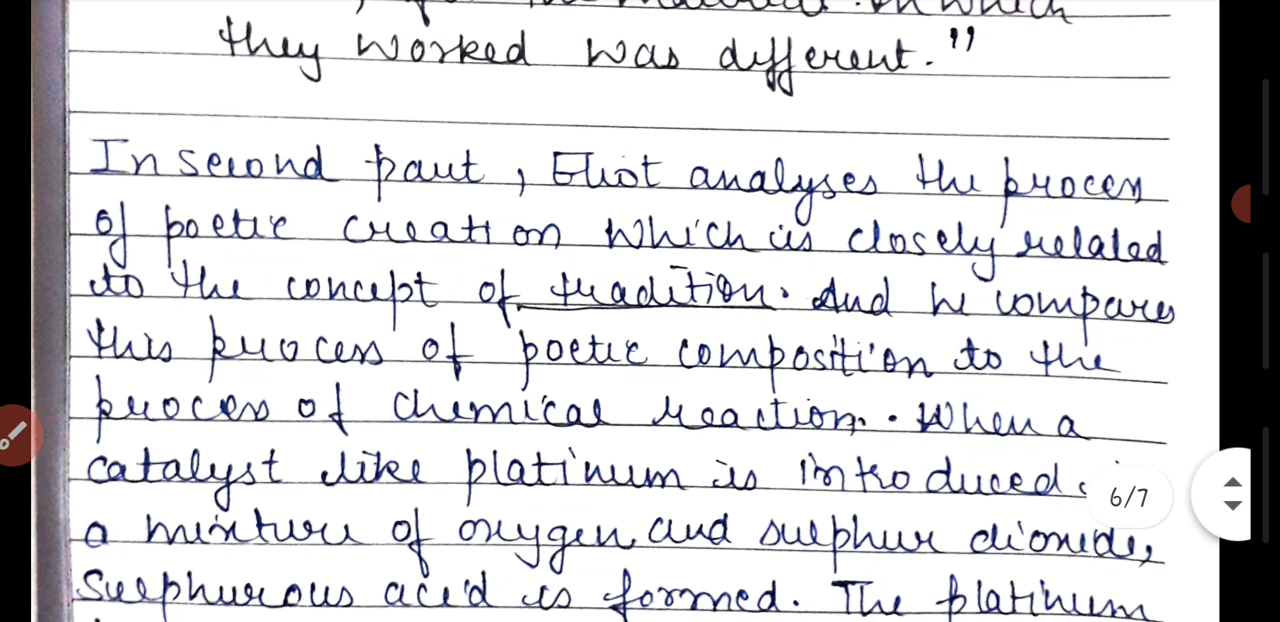 they worked was different."
In second part, Eliot analyses the process
of poetic creation which is closely related
to the concept of tradition. And he compares
this process of poetic composition to the
process of chemical reaction. When a
catalyst like platinum is introduced
6/7
a mixture of oxygen and sulphur dioxide,
Sulphurous acid is formed. The platinum